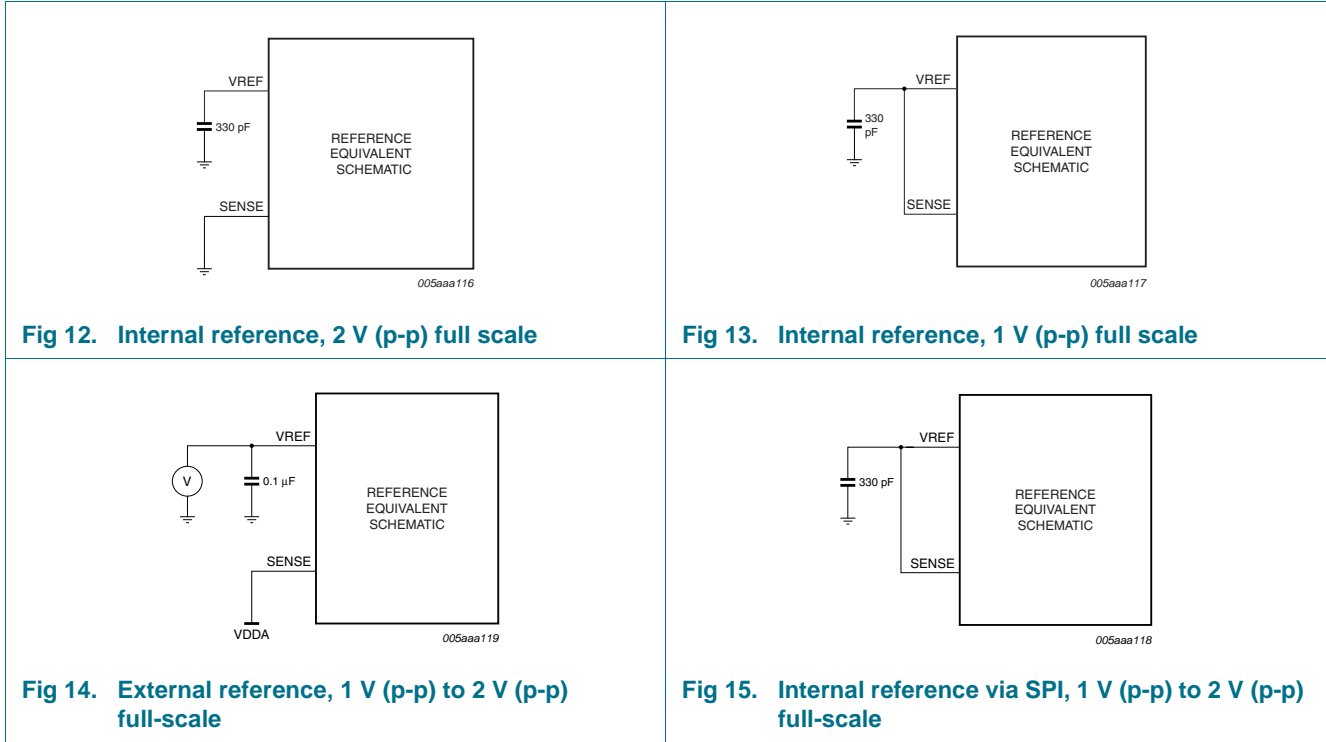 VREF
330 pF
REFERENCE
EQUIVALENT
SCHEMATIC
SENSE
005aaa116
Fig 12. Internal reference, 2 V (p-p) full scale
VREF
330
pF
REFERENCE
EQUIVALENT
SCHEMATIC
SENSE
005aaa117
Fig 13. Internal reference, 1 V (p-p) full scale
VREF
V
0.1 μF
REFERENCE
EQUIVALENT
SCHEMATIC
SENSE
VDDA
005aaa119
Fig 14. External reference, 1 V (p-p) to 2 V (p-p)
full-scale
VREF
330 pF
REFERENCE
EQUIVALENT
SCHEMATIC
SENSE
005aaa118
Fig 15. Internal reference via SPI, 1 V (p-p) to 2 V (p-p)
full-scale